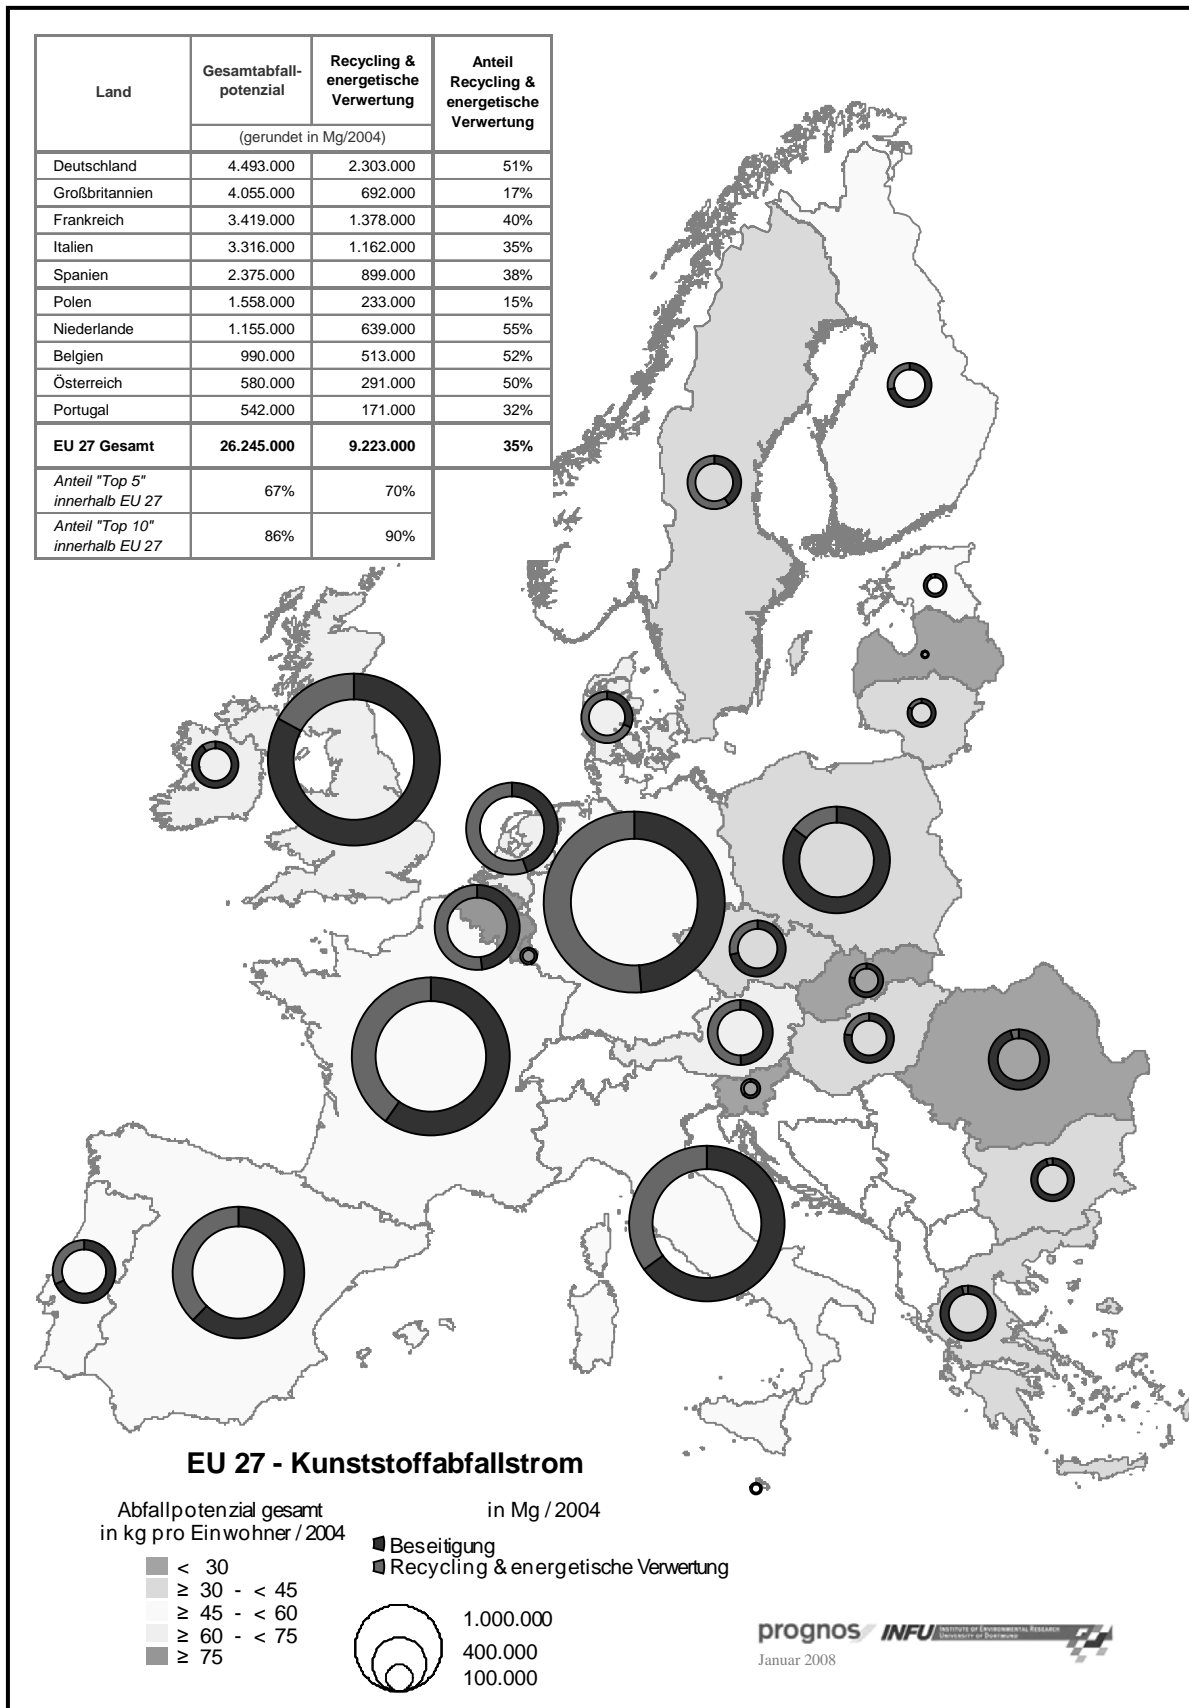 Land
Gesamtabfall-
potenzial
Recycling &
energetische
Verwertung
Anteil
Recycling &
energetische
Verwertung
(gerundet in Mg/2004)
Deutschland 4.493.000 2.303.000 51%
Großbritannien 4.055.000 692.000 17%
Frankreich 3.419.000 1.378.000 40%
Italien 3.316.000 1.162.000 35%
Spanien 2.375.000 899.000 38%
Polen 1.558.000 233.000 15%
Niederlande 1.155.000 639.000 55%
Belgien 990.000 513.000 52%
Österreich 580.000 291.000 50%
Portugal 542.000 171.000 32%
EU 27 Gesamt 26.245.000 9.223.000 35%
Anteil "Top 5"
innerhalb EU 27 67% 70%
Anteil "Top 10"
innerhalb EU 27 86% 90%
EU 27 - Kunststoffabfallstrom
Abfallpotenzial gesamt
in kg pro Einwohner / 2004
< 30
≥ 30 - < 45
≥ 45 - < 60
≥ 60 - < 75
≥ 75
in Mg / 2004
Beseitigung
Recycling & energetische Verwertung
1.000.000
400.000
100.000
prognos INFU INSTITUTE OF ENVIRONMENTAL RESEARCH
UNIVERSITY OF DORTMUND
Januar 2008